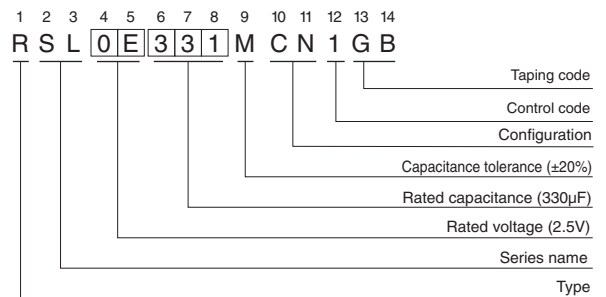 1 2 3 4 5 6 7 8 9 10 11 12 13 14
R S L 0 E 3 3 1 M C N 1 G B
Taping code
Control code
Configuration
Capacitance tolerance (±20%)
Rated capacitance (330µF)
Rated voltage (2.5V)
Series name
Type